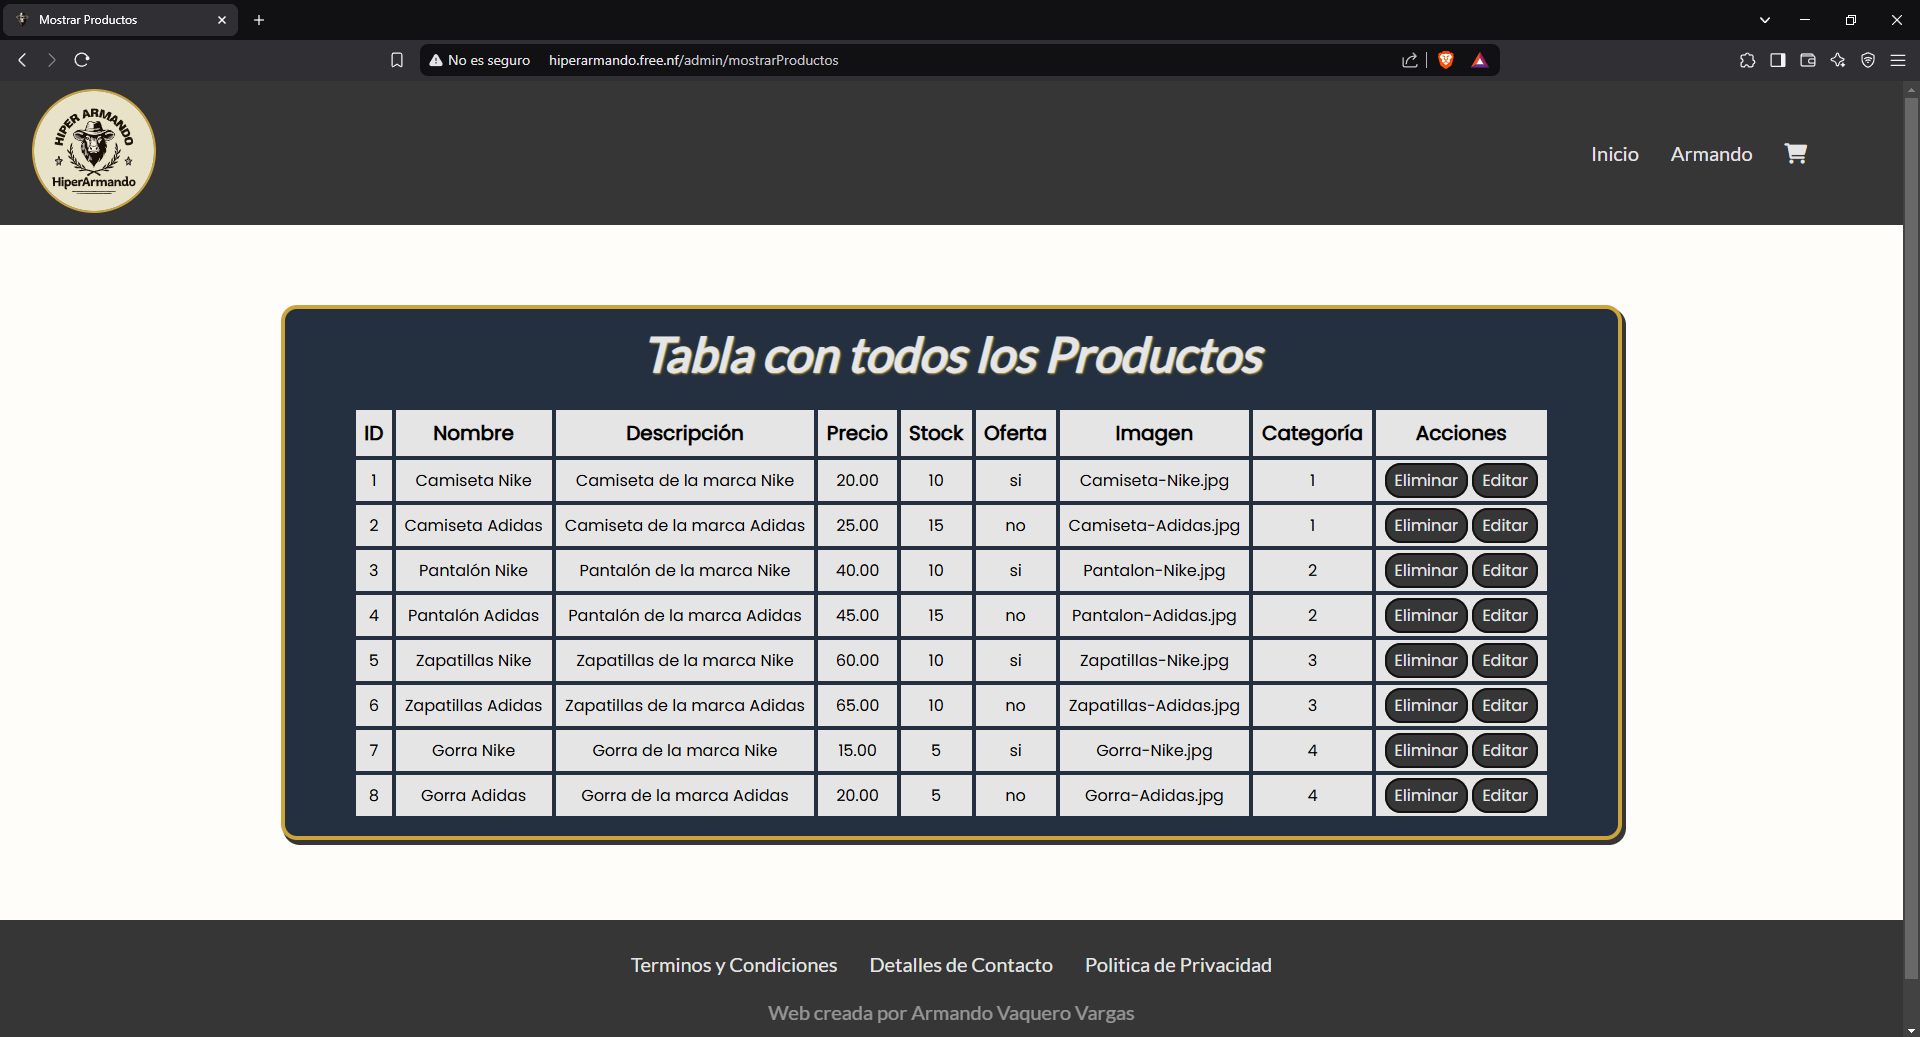 Mostrar Productos
No es seguro hiperarmando.free.nf/admin/mostrarProductos
HIPER ARMANDO
HiperArmando
Inicio Armando
Tabla con todos los Productos
ID Nombre Descripción Precio Stock Oferta Imagen Categoría Acciones
1 Camiseta Nike Camiseta de la marca Nike 20.00 10 si Camiseta-Nike.jpg 1 Eliminar Editar
2 Camiseta Adidas Camiseta de la marca Adidas 25.00 15 no Camiseta-Adidas.jpg 1 Eliminar Editar
3 Pantalón Nike Pantalón de la marca Nike 40.00 10 si Pantalon-Nike.jpg 2 Eliminar Editar
4 Pantalón Adidas Pantalón de la marca Adidas 45.00 15 no Pantalon-Adidas.jpg 2 Eliminar Editar
5 Zapatillas Nike Zapatillas de la marca Nike 60.00 10 si Zapatillas-Nike.jpg 3 Eliminar Editar
6 Zapatillas Adidas Zapatillas de la marca Adidas 65.00 10 no Zapatillas-Adidas.jpg 3 Eliminar Editar
7 Gorra Nike Gorra de la marca Nike 15.00 5 si Gorra-Nike.jpg 4 Eliminar Editar
8 Gorra Adidas Gorra de la marca Adidas 20.00 5 no Gorra-Adidas.jpg 4 Eliminar Editar
Terminos y Condiciones Detalles de Contacto Politica de Privacidad
Web creada por Armando Vaquero Vargas